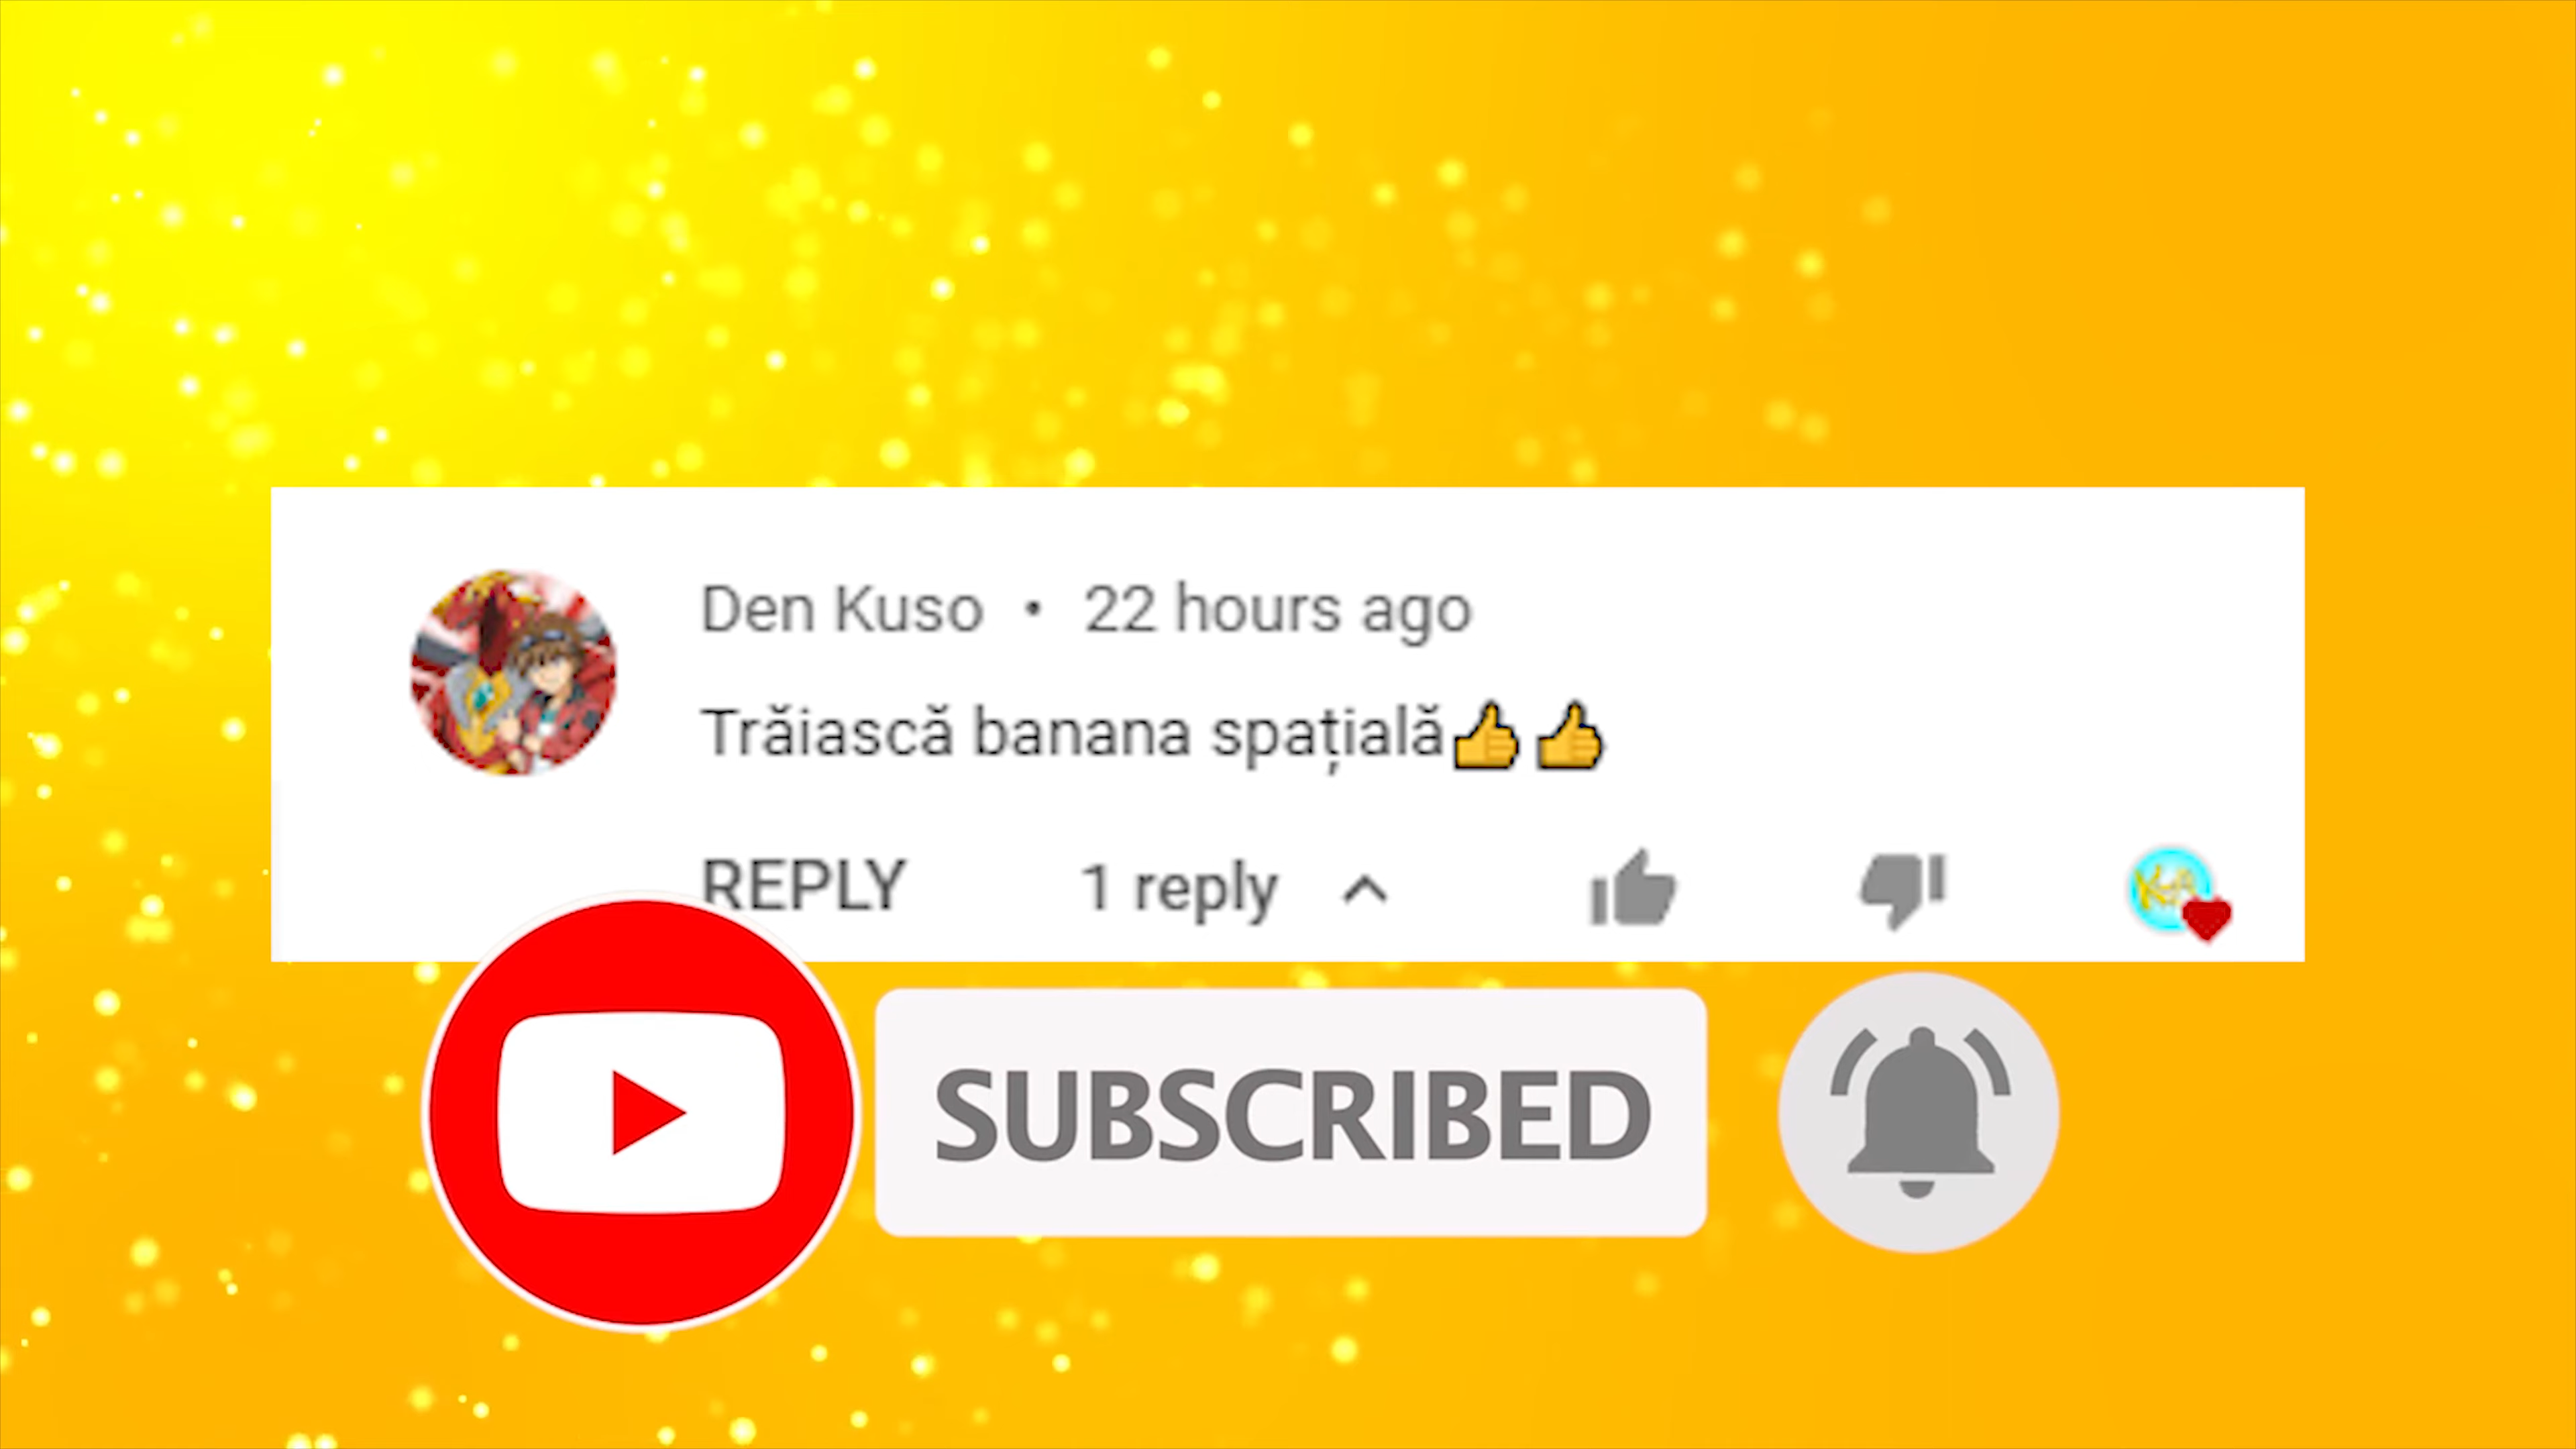 Den Kuso • 22 hours ago
Trăiască banana spațială👍👍
REPLY 1 reply
SUBSCRIBED